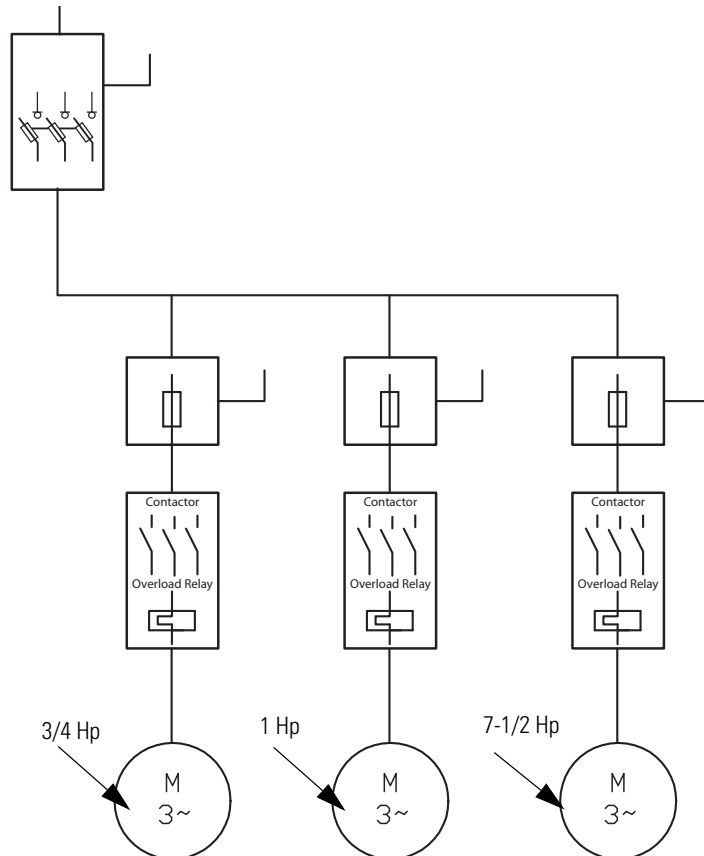 Contactor Contactor Contactor
Overload Relay Overload Relay Overload Relay
3/4 Hp 1 Hp 7-1/2 Hp
M M M
3~ 3~ 3~